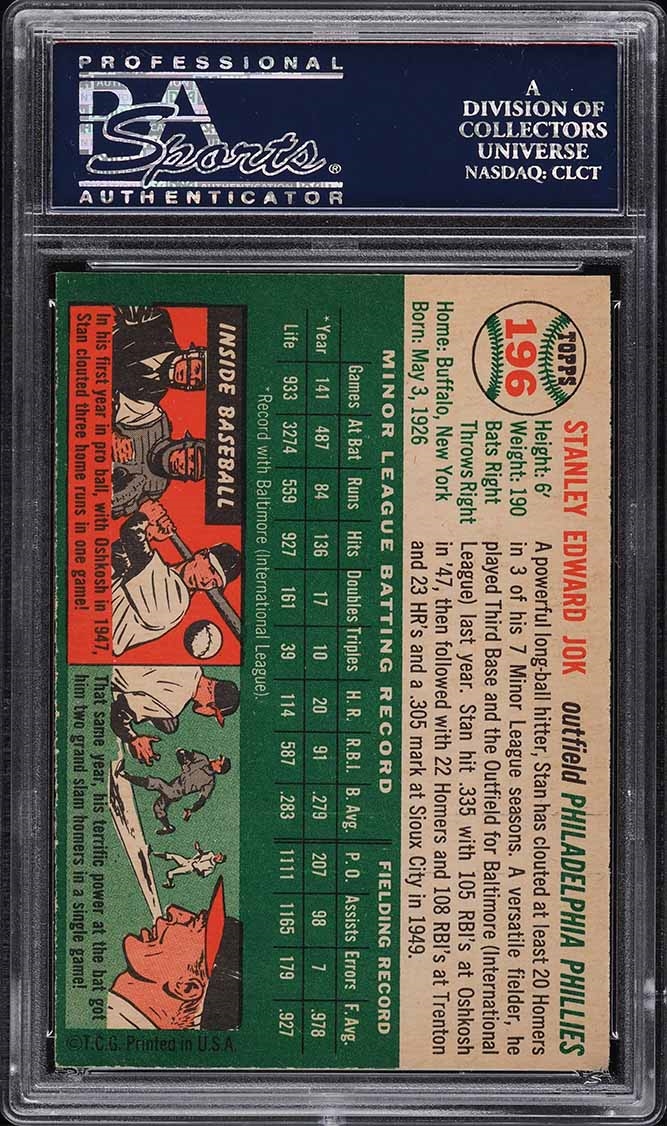 PROFESSIONAL
PSA
Sports®
AUTHENTICATOR
A
DIVISION OF
COLLECTORS
UNIVERSE
NASDAQ: CLCT
TOPPS
196
STANLEY EDWARD JOK outfield PHILADELPHIA PHILLIES
Height: 6'
Weight: 190
Bats Right
Throws Right
Home: Buffalo, New York
Born: May 3, 1926
A powerful long-ball hitter, Stan has clouted at least 20 Homers
in 3 of his 7 Minor League seasons. A versatile fielder, he
played Third Base and the Outfield for Baltimore (International
League) last year. Stan hit .335 with 105 RBI's at Oshkosh
in '47, then followed with 22 Homers and 108 RBI's at Trenton
and 23 HR's and a .305 mark at Sioux City in 1949.
MINOR LEAGUE BATTING RECORD FIELDING RECORD
Games At Bat Runs Hits Doubles Triples H.R. R.B.I. B. Avg. P.O. Assists Errors F. Avg.
*Year 141 487 84 136 17 10 20 91 .279 207 98 7 .978
Life 933 3274 559 927 161 39 114 587 .283 1111 1165 179 .927
*Record with Baltimore (International League).
INSIDE BASEBALL
In his first year in pro ball, with Oshkosh in 1947,
Stan clouted three home runs in one game!
That same year, his terrific power at the bat got
him two grand slam homers in a single game!
©T.C.G. Printed in U.S.A.